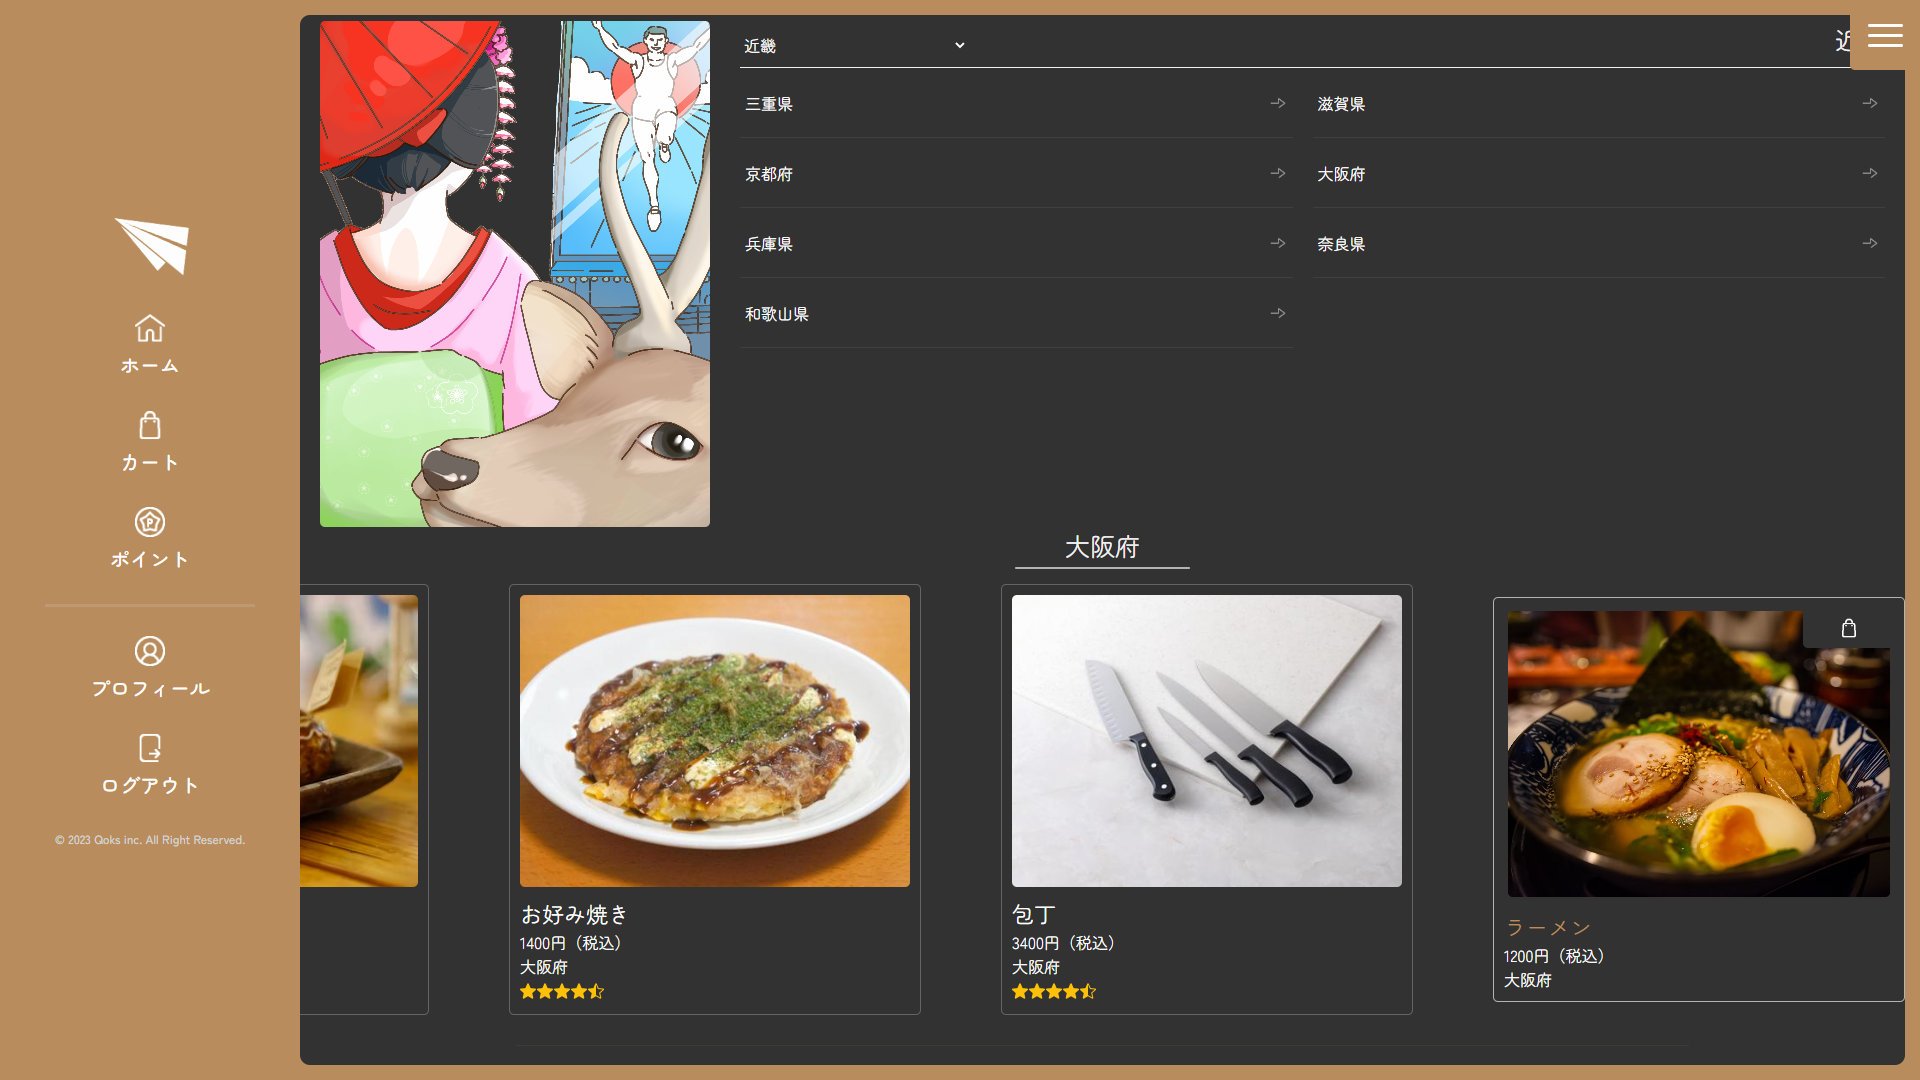 ホーム
カート
ポイント
プロフィール
ログアウト
© 2023 Qoks inc. All Right Reserved.
近畿
近
三重県
滋賀県
京都府
大阪府
兵庫県
奈良県
和歌山県
大阪府
お好み焼き
1400円（税込）
大阪府
包丁
3400円（税込）
大阪府
ラーメン
1200円（税込）
大阪府